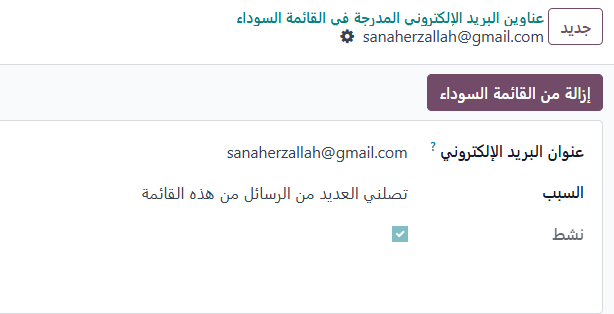 جديد
عناوين البريد الإلكتروني المدرجة في القائمة السوداء
sanaherzallah@gmail.com
إزالة من القائمة السوداء
عنوان البريد الإلكتروني ?
sanaherzallah@gmail.com
السبب
تصلني العديد من الرسائل من هذه القائمة
نشط